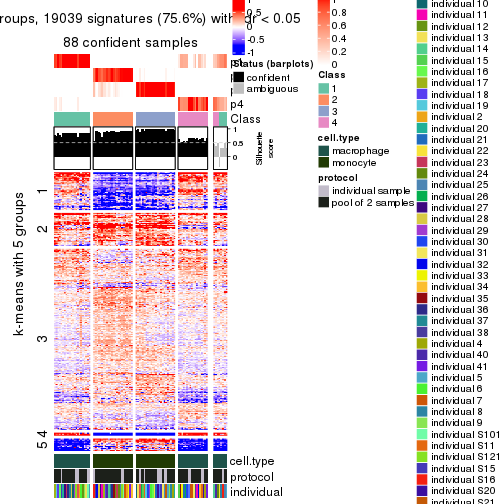 roups, 19039 signatures (75.6%) with
or < 0.05
88 confident samples
p4
Class
1
0.5
0
Silhouette
score
k-means with 5 groups
1
2
3
4
5
cell.type
protocol
individual
1
0.5
0
-0.5
-1
Status (barplots)
confident
ambiguous
0.8
0.6
0.4
0.2
0
Class
1
2
3
4
cell.type
macrophage
monocyte
protocol
individual sample
pool of 2 samples
individual 10
individual 11
individual 12
individual 13
individual 14
individual 15
individual 16
individual 17
individual 18
individual 19
individual 2
individual 20
individual 21
individual 22
individual 23
individual 24
individual 25
individual 26
individual 27
individual 28
individual 29
individual 30
individual 31
individual 32
individual 33
individual 34
individual 35
individual 36
individual 37
individual 38
individual 4
individual 40
individual 41
individual 5
individual 6
individual 7
individual 8
individual 9
individual S101
individual S11
individual S121
individual S15
individual S16
individual S20
individual S21